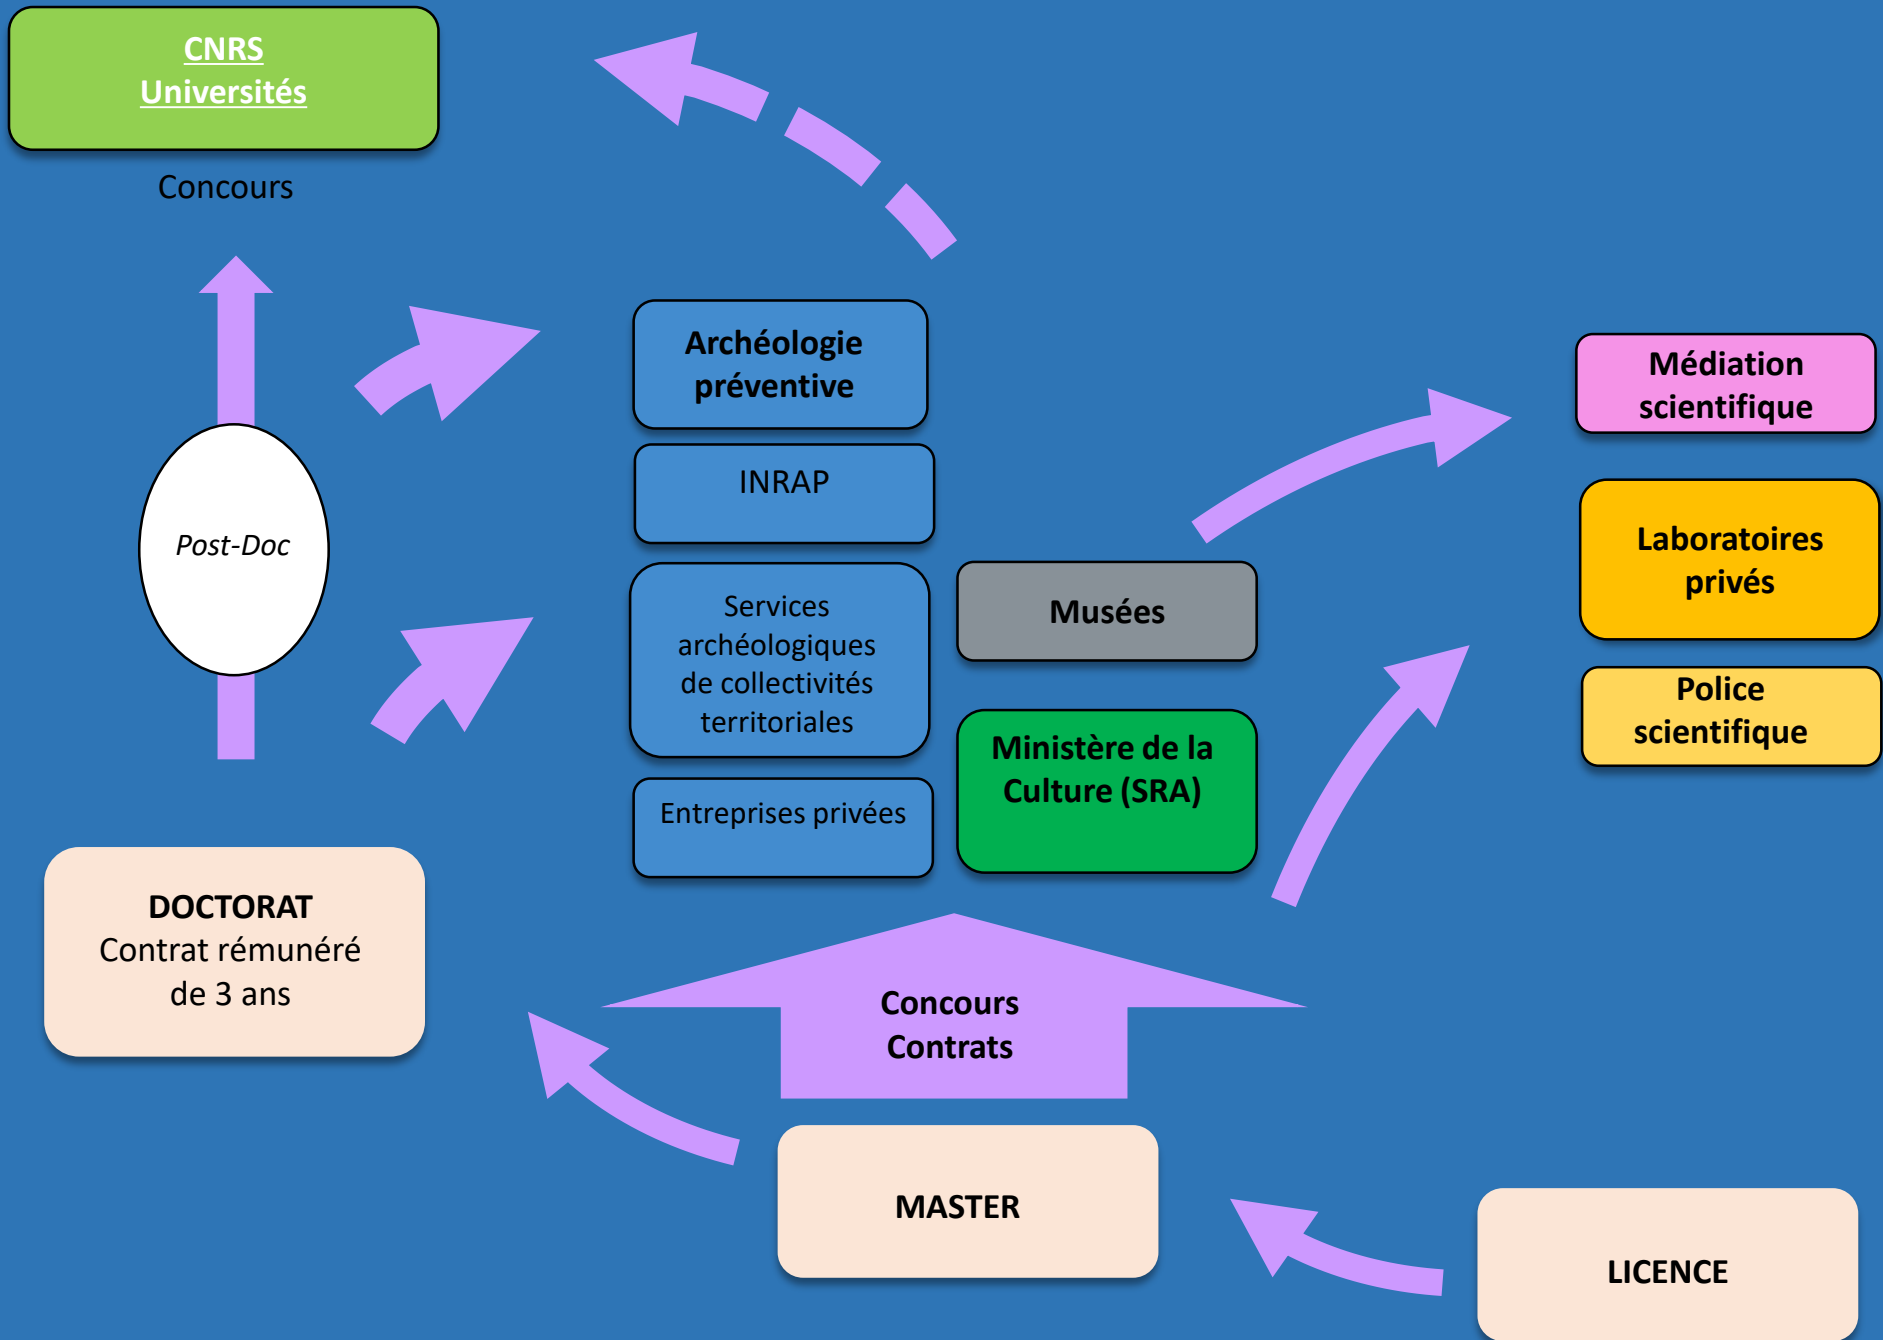 CNRS
Universités
Concours
Post-Doc
DOCTORAT
Contrat rémunéré
de 3 ans
Archéologie
préventive
INRAP
Services
archéologiques
de collectivités
territoriales
Entreprises privées
Musées
Ministère de la
Culture (SRA)
Médiation
scientifique
Laboratoires
privés
Police
scientifique
Concours
Contrats
MASTER
LICENCE